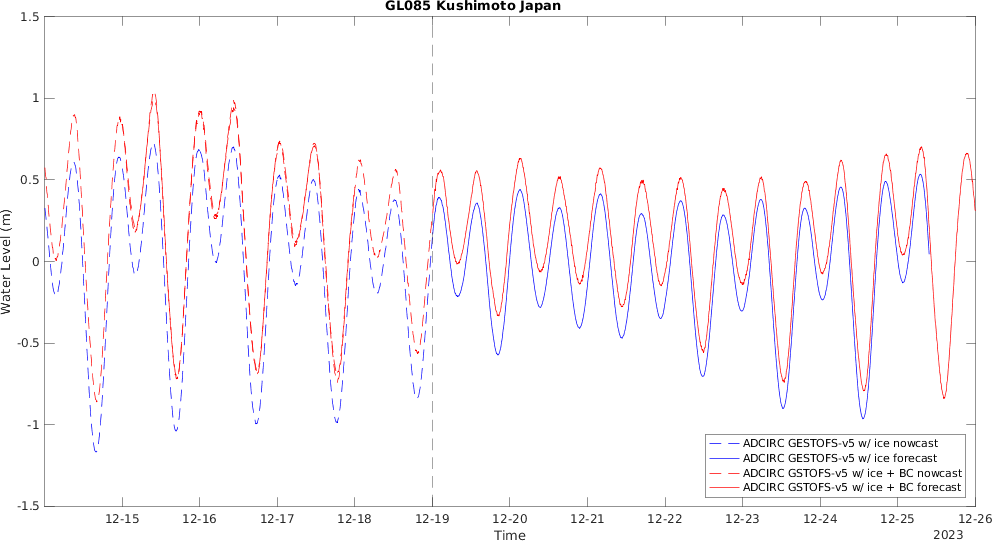 GL085 Kushimoto Japan
1.5
1
0.5
0
-0.5
-1
-1.5
Water Level (m)
12-15 12-16 12-17 12-18 12-19 12-20 12-21 12-22 12-23 12-24 12-25 12-26
Time
2023
ADCIRC GESTOFS-v5 w/ ice nowcast
ADCIRC GESTOFS-v5 w/ ice forecast
ADCIRC GSTOFS-v5 w/ ice + BC nowcast
ADCIRC GSTOFS-v5 w/ ice + BC forecast